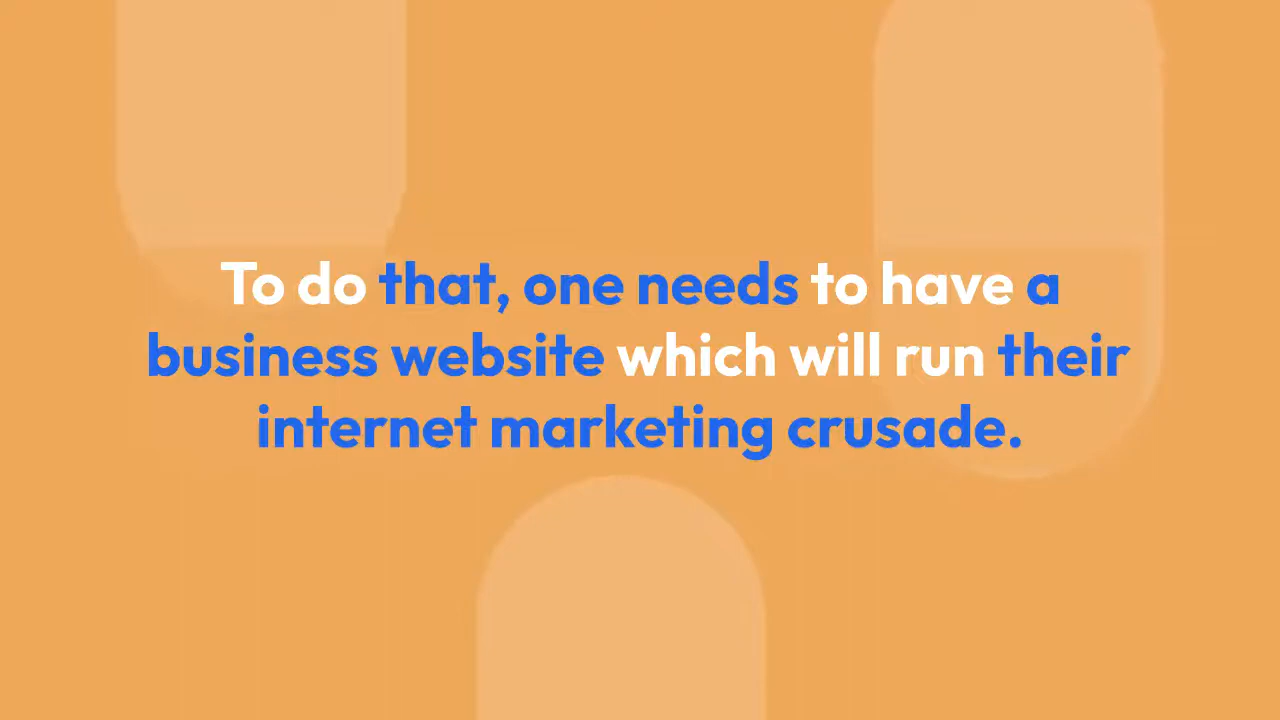 To do that, one needs to have a
business website which will run their
internet marketing crusade.